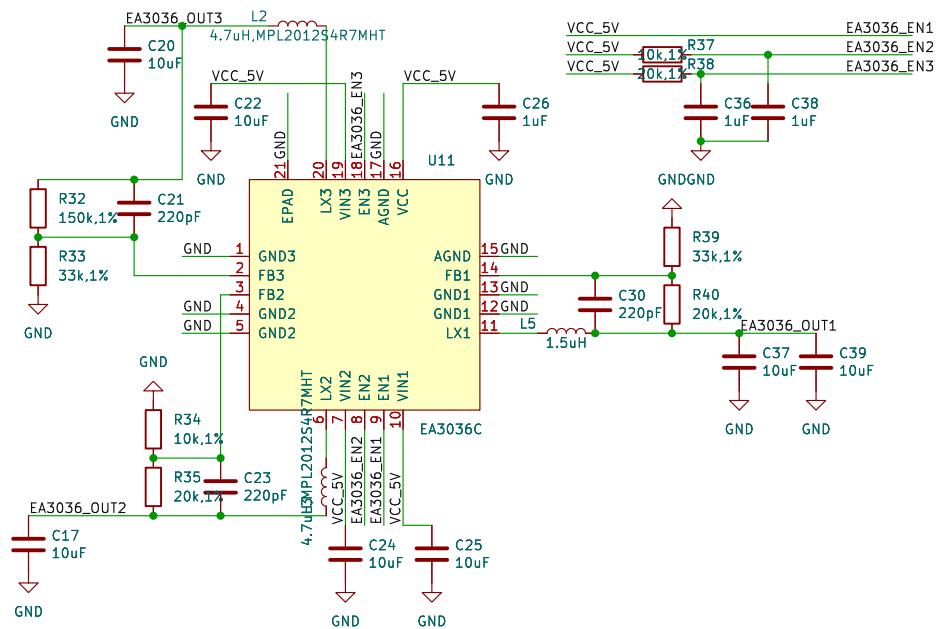 EA3036_OUT3
L2
4.7uH,MPL2012S4R7MHT
C20
10uF
GND
VCC_5V
C22
10uF
GND
VCC_5V
C26
1uF
GND
VCC_5V
EA3036_EN1
VCC_5V
R37
10k,1%
EA3036_EN2
VCC_5V
R38
20k,1%
EA3036_EN3
C36
1uF
C38
1uF
GND
GND
GND
EA3036_EN3
GND
21
20
19
18
17
16
U11
EPAD
LX3
VIN3
EN3
AGND
VCC
R32
150k,1%
C21
220pF
R33
33k,1%
GND
GND
1
GND3
2
FB3
3
FB2
GND
4
GND2
GND
5
GND2
AGND
15
GND
FB1
14
GND1
13
GND
GND1
12
GND
LX1
11
L5
1.5uH
R39
33k,1%
C30
220pF
R40
20k,1%
EA3036_OUT1
C37
10uF
C39
10uF
GND
GND
LX2
VIN2
EN2
EN1
VIN1
6
7
8
9
10
EA3036C
GND
R34
10k,1%
R35
20k,1%
C23
220pF
EA3036_OUT2
C17
10uF
GND
L3
4.7uH,MPL2012S4R7MHT
VCC_5V
EA3036_EN2
EA3036_EN1
VCC_5V
C24
10uF
GND
C25
10uF
GND